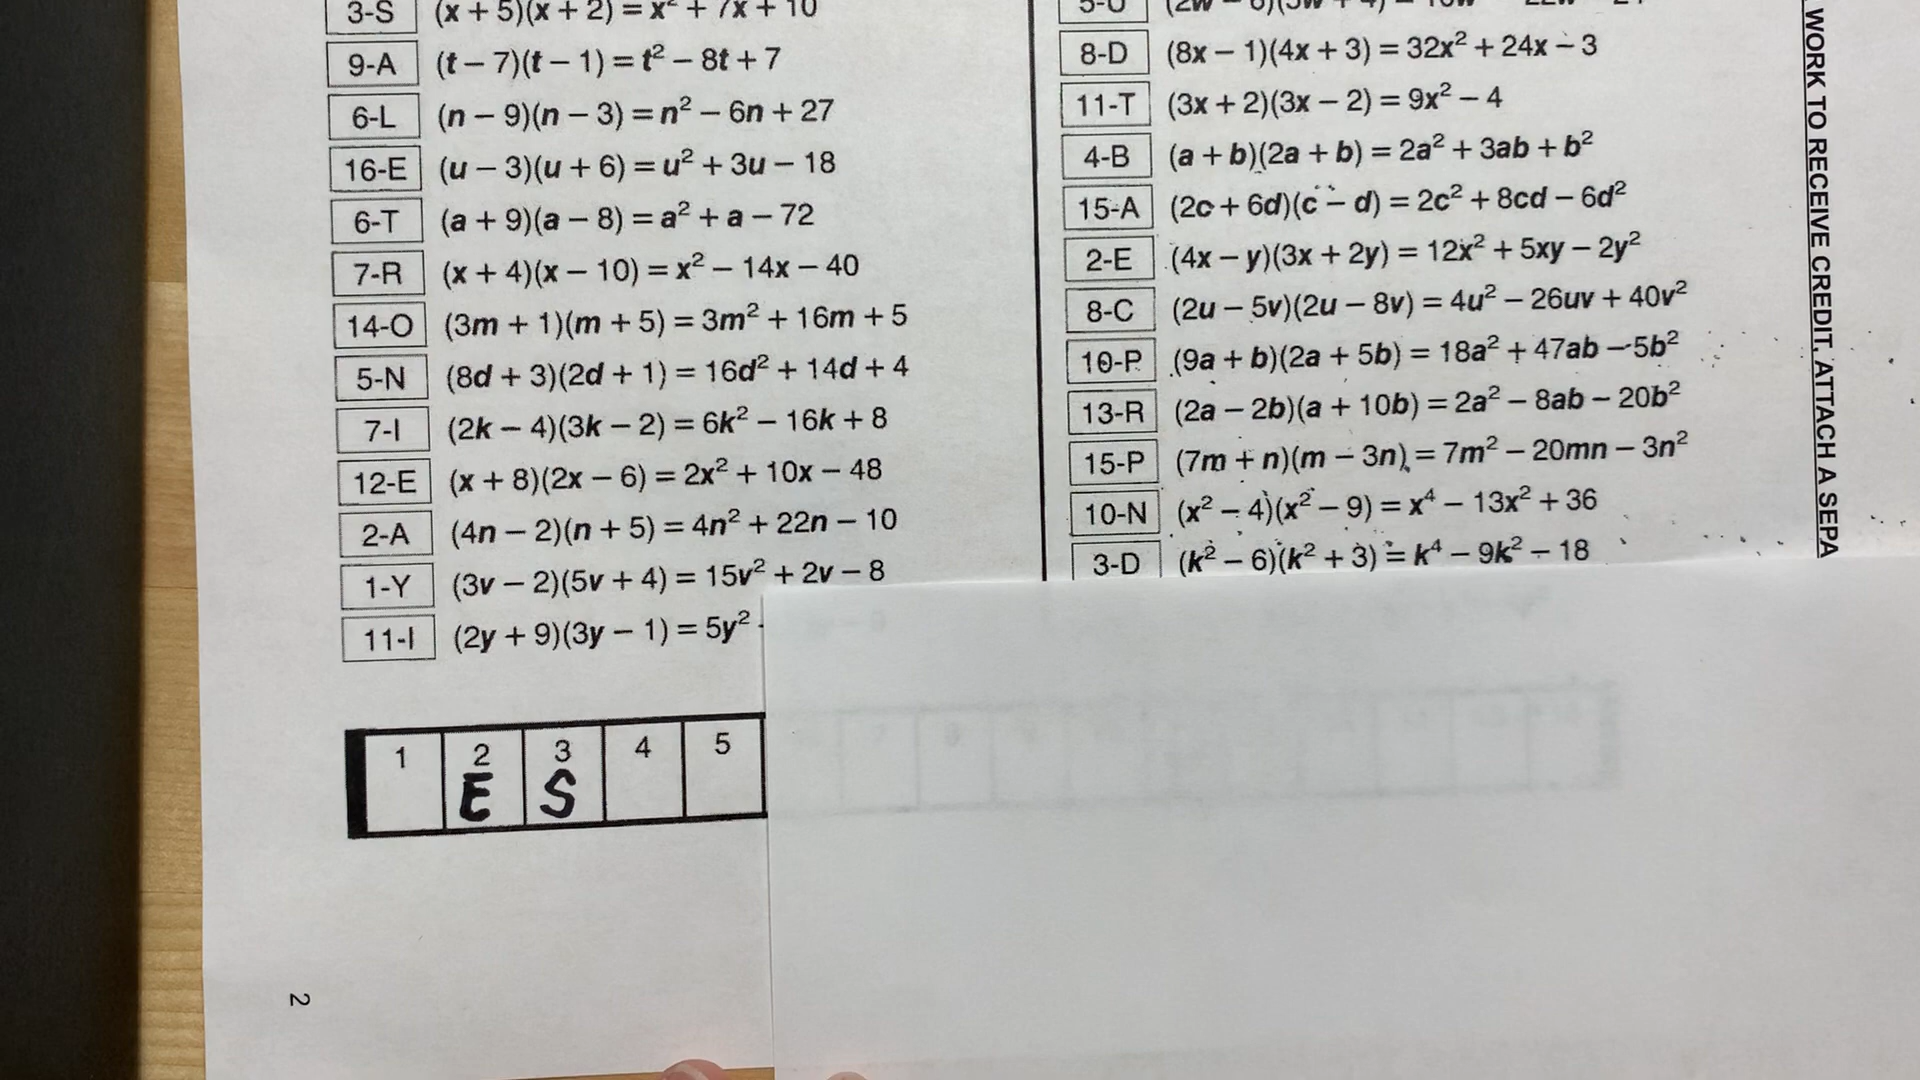 3-S (x + 5)(x + 2) = x² + 7x + 10
9-A (t – 7)(t – 1) = t² – 8t + 7
6-L (n – 9)(n – 3) = n² – 6n + 27
16-E (u – 3)(u + 6) = u² + 3u – 18
6-T (a + 9)(a – 8) = a² + a – 72
7-R (x + 4)(x – 10) = x² – 14x – 40
14-O (3m + 1)(m + 5) = 3m² + 16m + 5
5-N (8d + 3)(2d + 1) = 16d² + 14d + 4
7-I (2k – 4)(3k – 2) = 6k² – 16k + 8
12-E (x + 8)(2x – 6) = 2x² + 10x – 48
2-A (4n – 2)(n + 5) = 4n² + 22n – 10
1-Y (3v – 2)(5v + 4) = 15v² + 2v – 8
11-I (2y + 9)(3y – 1) = 5y²
8-D (8x – 1)(4x + 3) = 32x² + 24x – 3
11-T (3x + 2)(3x – 2) = 9x² – 4
4-B (a + b)(2a + b) = 2a² + 3ab + b²
15-A (2c + 6d)(c – d) = 2c² + 8cd – 6d²
2-E (4x – y)(3x + 2y) = 12x² + 5xy – 2y²
8-C (2u – 5v)(2u – 8v) = 4u² – 26uv + 40v²
10-P (9a + b)(2a + 5b) = 18a² + 47ab – 5b²
13-R (2a – 2b)(a + 10b) = 2a² – 8ab – 20b²
15-P (7m + n)(m – 3n) = 7m² – 20mn – 3n²
10-N (x² – 4)(x² – 9) = x⁴ – 13x² + 36
3-D (k² – 6)(k² + 3) = k⁴ – 9k² – 18
WORK TO RECEIVE CREDIT. ATTACH A SEPA
1 2 3 4 5
E S
2